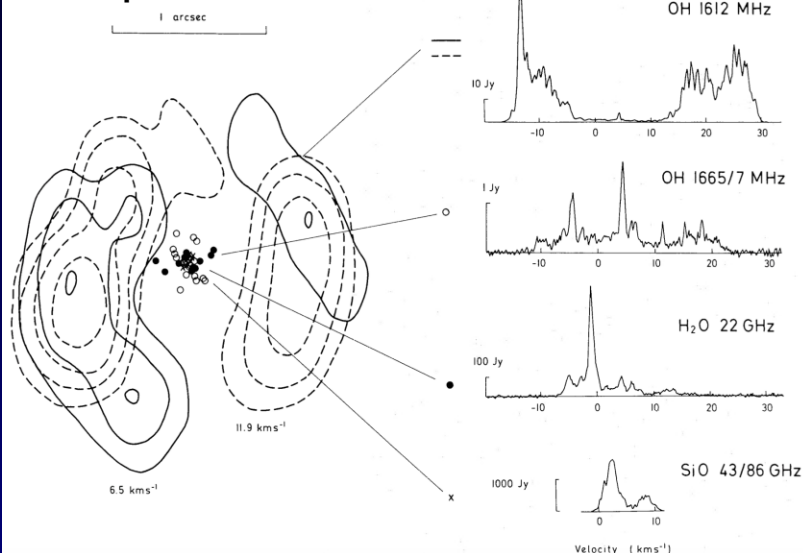 1 arcsec
6.5 kms⁻¹
11.9 kms⁻¹
OH 1612 MHz
10 Jy
-10 0 10 20 30
OH 1665/7 MHz
1 Jy
-10 0 10 20 30
H₂O 22 GHz
100 Jy
-10 0 10 20 30
x
SiO 43/86 GHz
1000 Jy
0 10
Velocity (kms⁻¹)